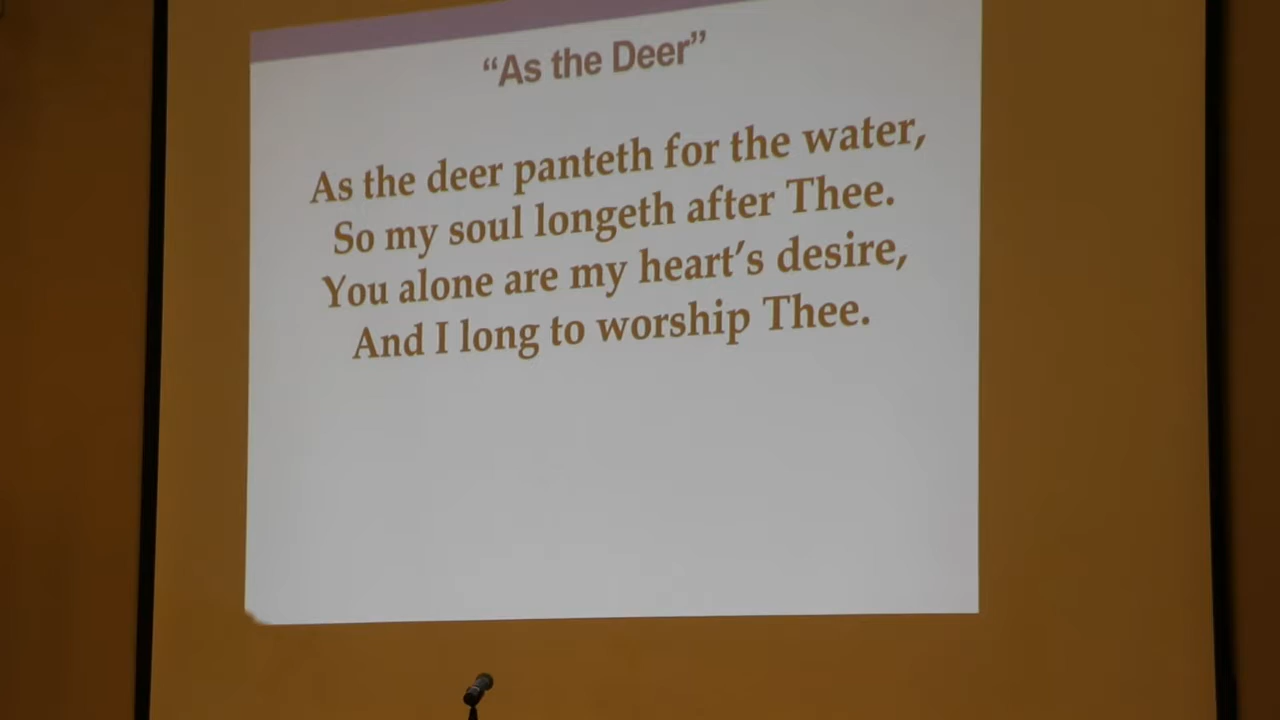 “As the Deer”
As the deer panteth for the water,
So my soul longeth after Thee.
You alone are my heart’s desire,
And I long to worship Thee.